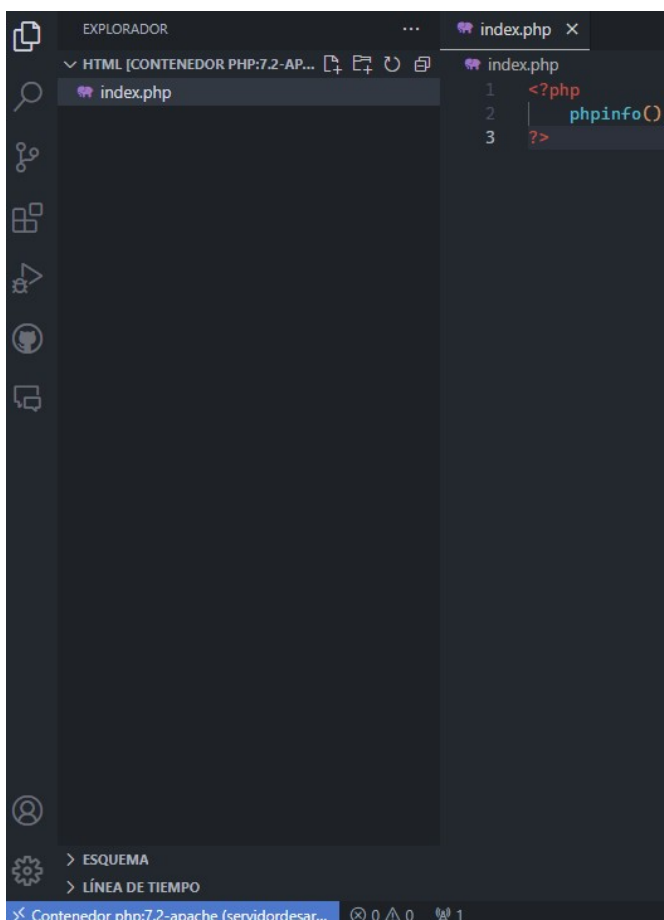 EXPLORADOR
HTML [CONTENEDOR PHP:7.2-AP...
index.php
ESQUEMA
LÍNEA DE TIEMPO
index.php
index.php
1 <?php
2 phpinfo()
3 ?>
Contenedor php:7.2-apache (servidordesar... 0 0 1